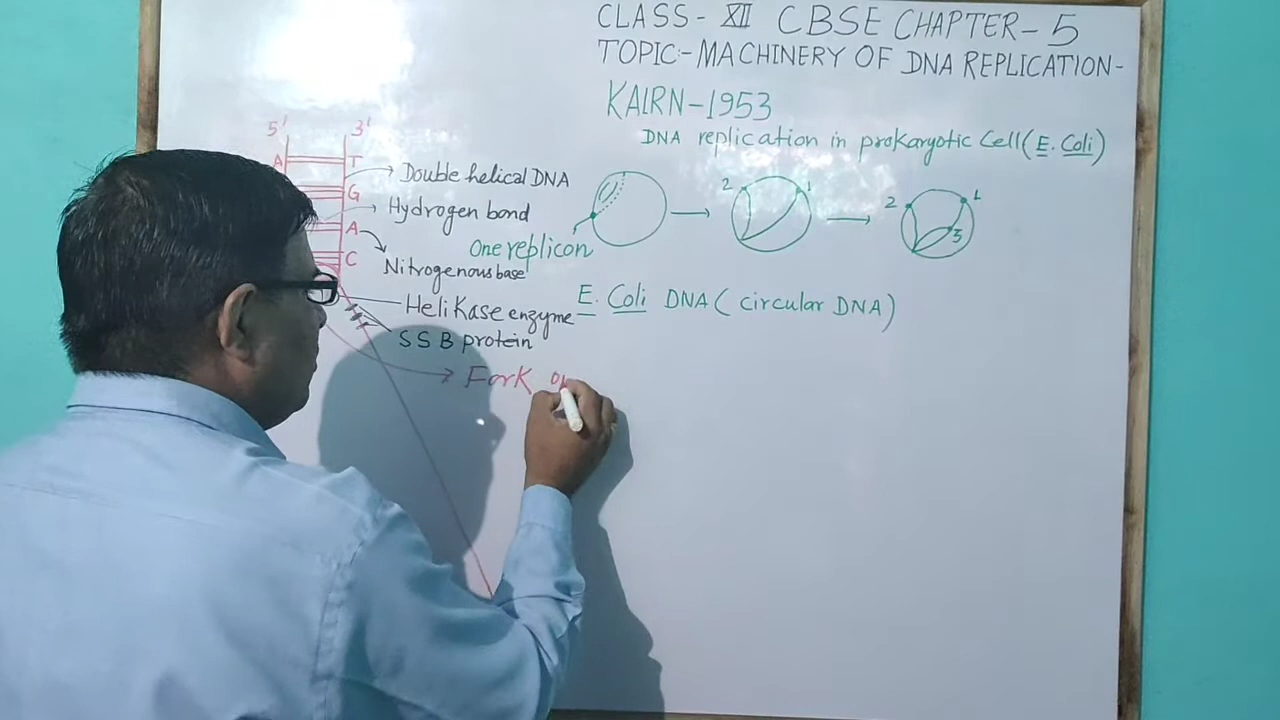 CLASS - XII CBSE CHAPTER - 5
TOPIC:- MACHINERY OF DNA REPLICATION -
KAIRN - 1953
DNA replication in proKaryotic Cell (E. Coli)
5' 3'
A T
G
A
C
Double helical DNA
Hydrogen bond
Nitrogenous base
HeliKase enzyme
S S B protein
ForK
One replicon
2 1
2 1
3
E. Coli DNA ( circular DNA )